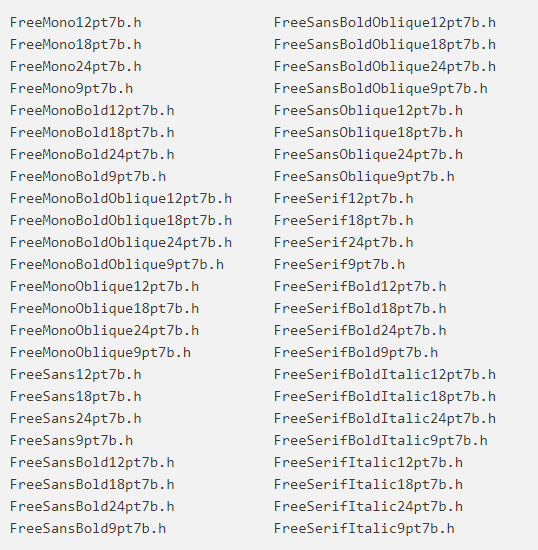 FreeMono12pt7b.h FreeSansBoldOblique12pt7b.h
FreeMono18pt7b.h FreeSansBoldOblique18pt7b.h
FreeMono24pt7b.h FreeSansBoldOblique24pt7b.h
FreeMono9pt7b.h FreeSansBoldOblique9pt7b.h
FreeMonoBold12pt7b.h FreeSansOblique12pt7b.h
FreeMonoBold18pt7b.h FreeSansOblique18pt7b.h
FreeMonoBold24pt7b.h FreeSansOblique24pt7b.h
FreeMonoBold9pt7b.h FreeSansOblique9pt7b.h
FreeMonoBoldOblique12pt7b.h FreeSerif12pt7b.h
FreeMonoBoldOblique18pt7b.h FreeSerif18pt7b.h
FreeMonoBoldOblique24pt7b.h FreeSerif24pt7b.h
FreeMonoBoldOblique9pt7b.h FreeSerif9pt7b.h
FreeMonoOblique12pt7b.h FreeSerifBold12pt7b.h
FreeMonoOblique18pt7b.h FreeSerifBold18pt7b.h
FreeMonoOblique24pt7b.h FreeSerifBold24pt7b.h
FreeMonoOblique9pt7b.h FreeSerifBold9pt7b.h
FreeSans12pt7b.h FreeSerifBoldItalic12pt7b.h
FreeSans18pt7b.h FreeSerifBoldItalic18pt7b.h
FreeSans24pt7b.h FreeSerifBoldItalic24pt7b.h
FreeSans9pt7b.h FreeSerifBoldItalic9pt7b.h
FreeSansBold12pt7b.h FreeSerifItalic12pt7b.h
FreeSansBold18pt7b.h FreeSerifItalic18pt7b.h
FreeSansBold24pt7b.h FreeSerifItalic24pt7b.h
FreeSansBold9pt7b.h FreeSerifItalic9pt7b.h